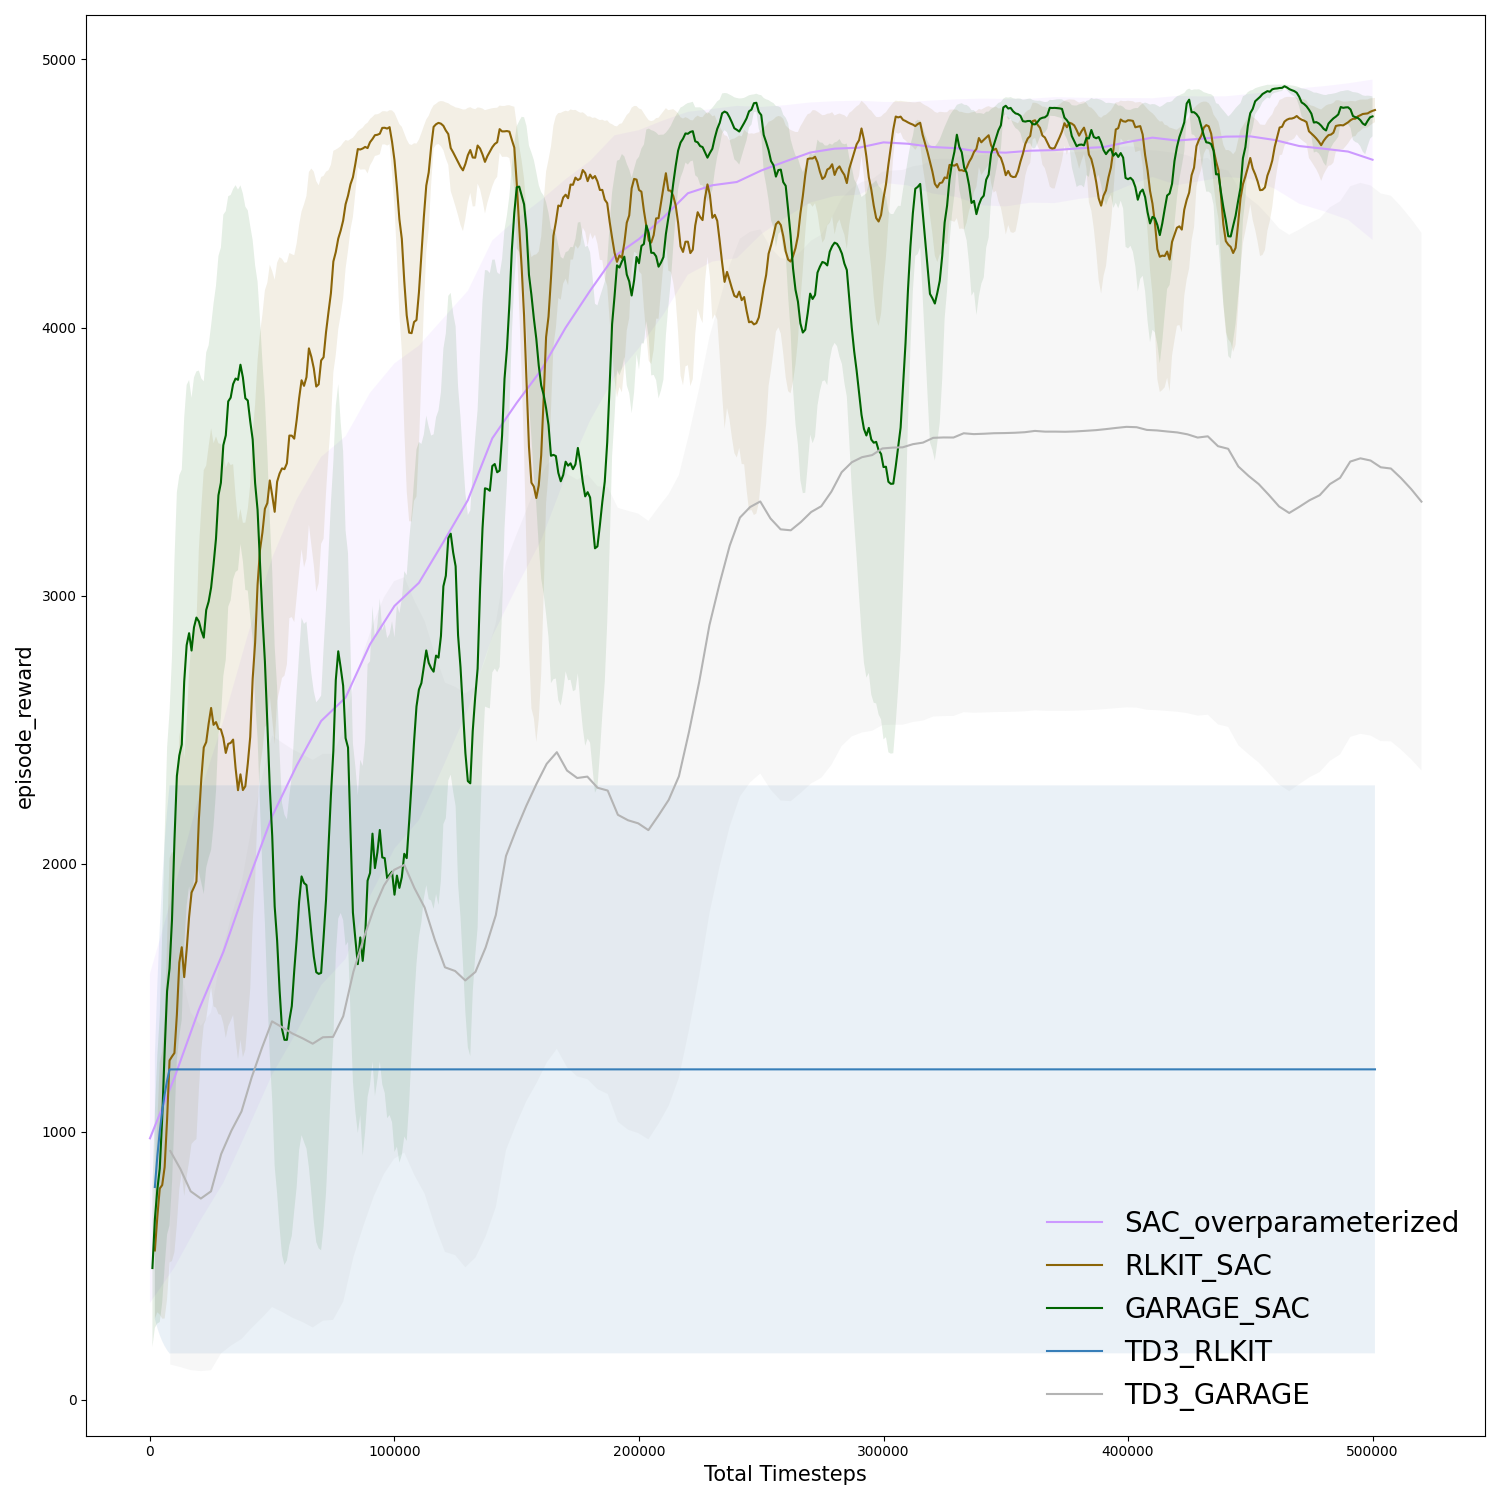 5000
4000
3000
2000
1000
0
episode_reward
0 100000 200000 300000 400000 500000
Total Timesteps
SAC_overparameterized
RLKIT_SAC
GARAGE_SAC
TD3_RLKIT
TD3_GARAGE